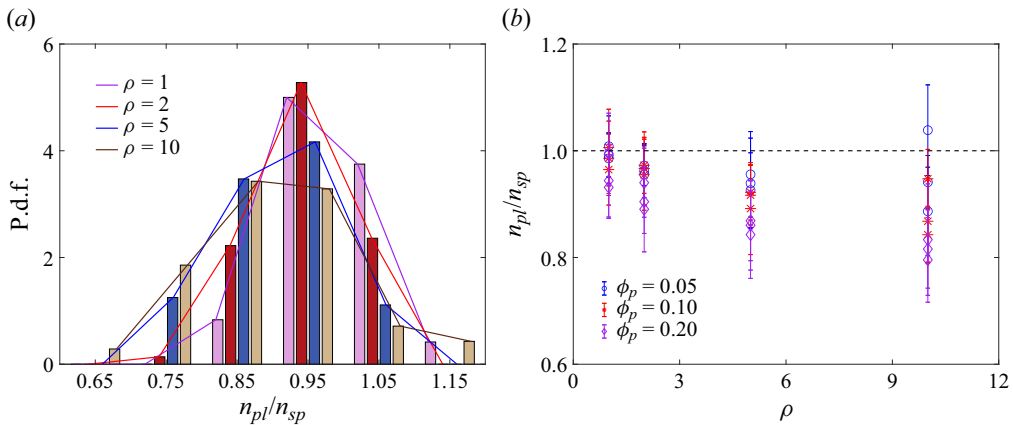 (a)
6
4
2
0
P.d.f.
ρ = 1
ρ = 2
ρ = 5
ρ = 10
0.65 0.75 0.85 0.95 1.05 1.15
n_pl/n_sp
(b)
1.2
1.0
0.8
0.6
n_pl/n_sp
ϕ_p = 0.05
ϕ_p = 0.10
ϕ_p = 0.20
0 3 6 9 12
ρ